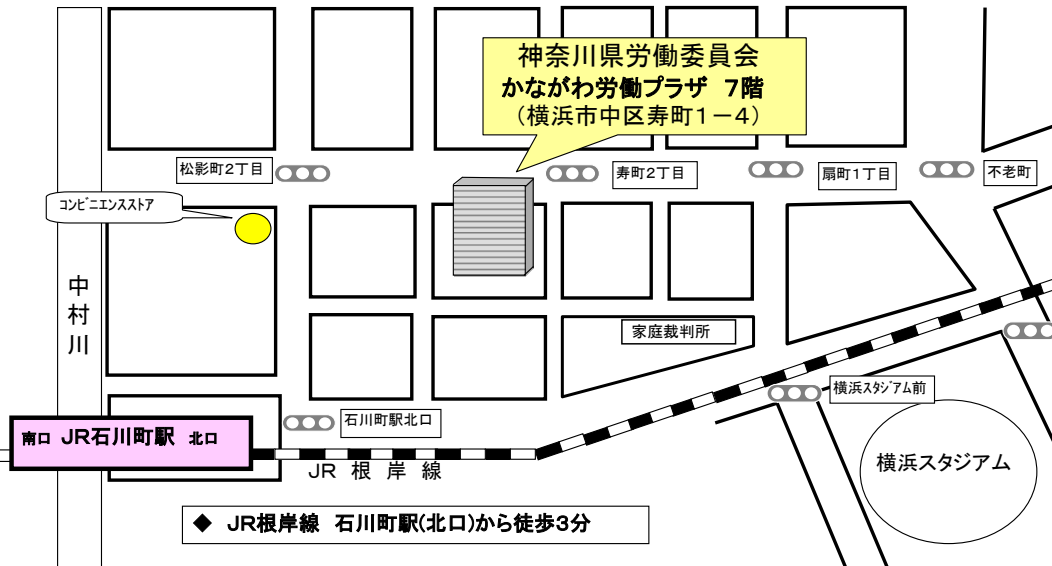 神奈川県労働委員会
かながわ労働プラザ 7階
(横浜市中区寿町1-4)
松影町2丁目
寿町2丁目
扇町1丁目
不老町
コンビニエンスストア
中村川
家庭裁判所
横浜スタジアム前
石川町駅北口
南口 JR石川町駅 北口
JR 根 岸 線
横浜スタジアム
◆ JR根岸線 石川町駅(北口)から徒歩3分